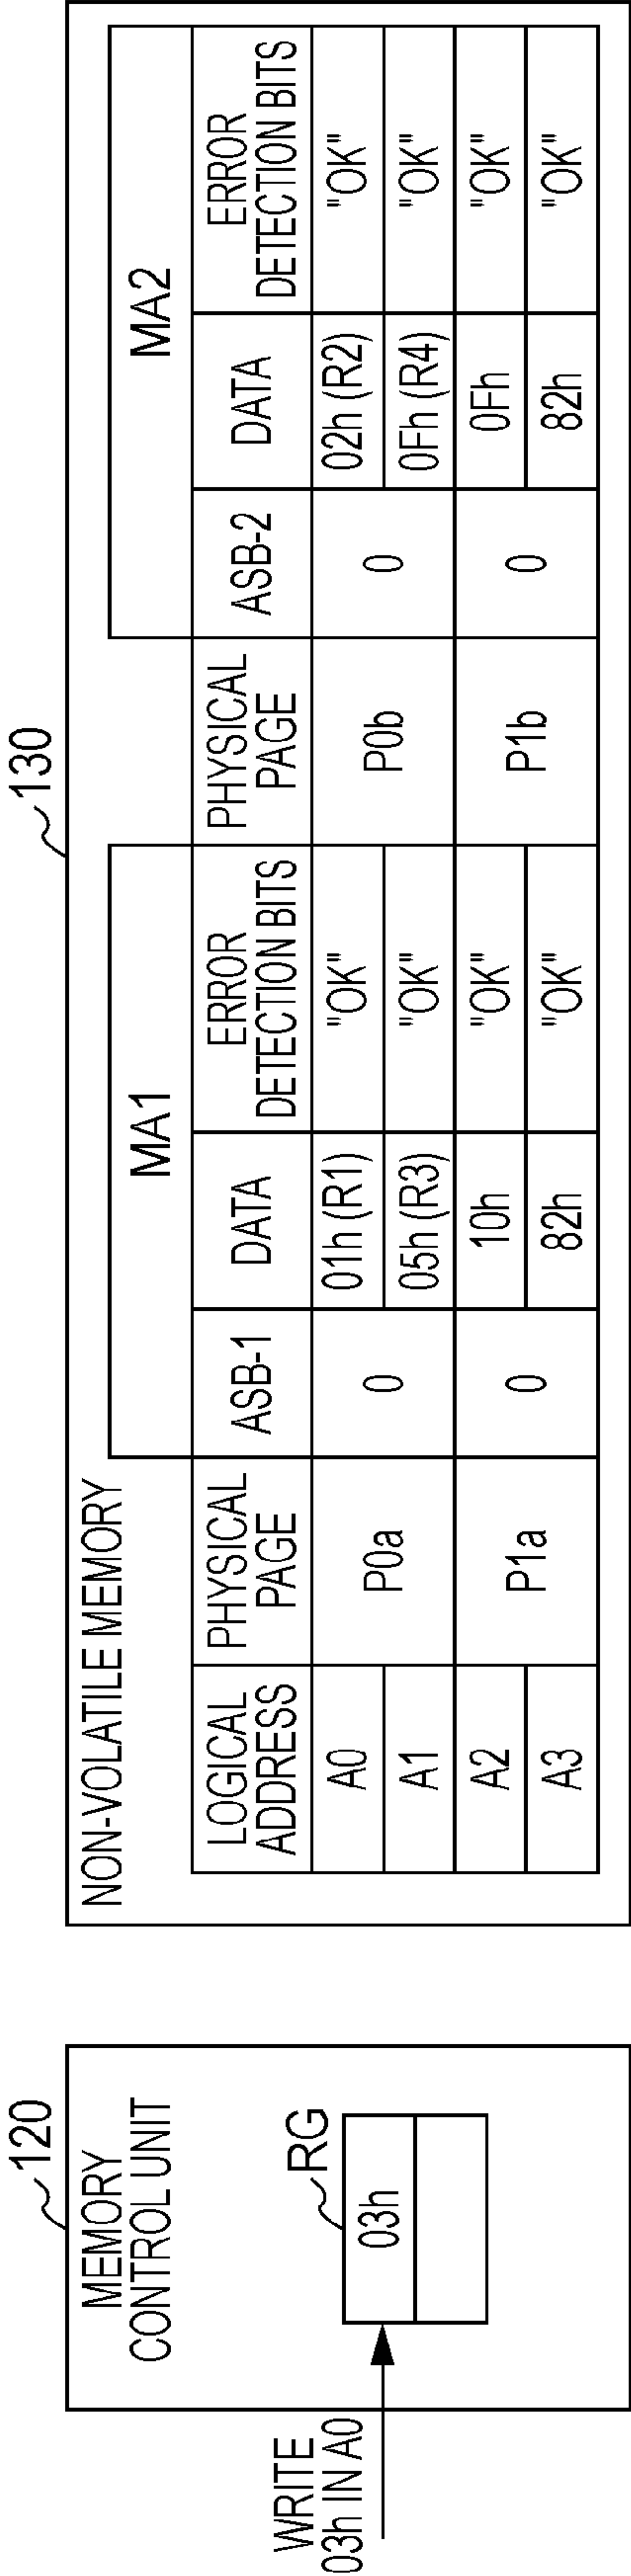 120
MEMORY
CONTROL UNIT
RG
03h
WRITE
03h IN A0
130
NON-VOLATILE MEMORY
MA1 MA2
LOGICAL ADDRESS PHYSICAL PAGE ASB-1 DATA ERROR DETECTION BITS PHYSICAL PAGE ASB-2 DATA ERROR DETECTION BITS
A0 P0a 0 01h (R1) "OK" P0b 0 02h (R2) "OK"
A1 05h (R3) "OK" 0Fh (R4) "OK"
A2 P1a 0 10h "OK" P1b 0 0Fh "OK"
A3 82h "OK" 82h "OK"